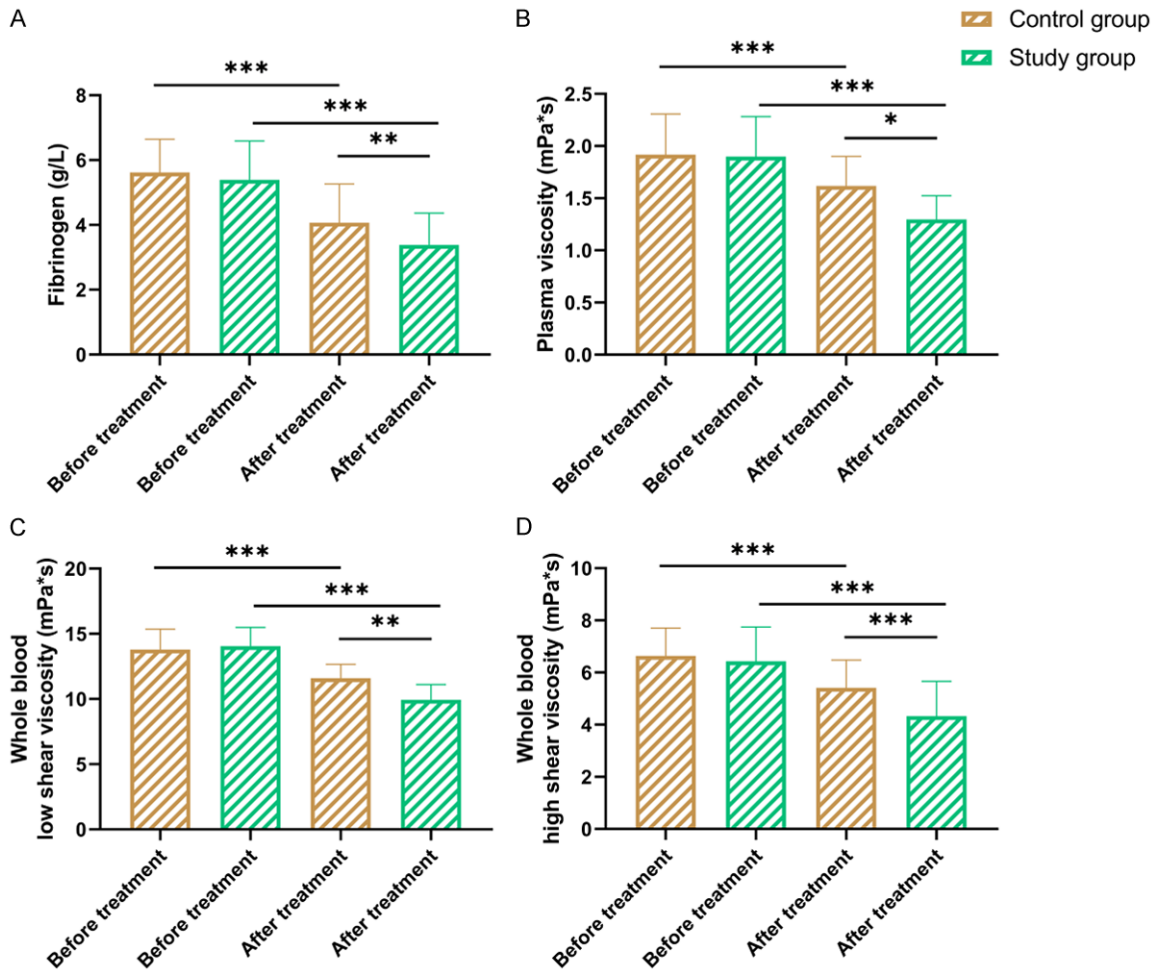 A
B
Control group
Study group
***
***
**
Fibrinogen (g/L)
8
6
4
2
0
Before treatment
Before treatment
After treatment
After treatment
***
***
*
Plasma viscosity (mPa*s)
2.5
2.0
1.5
1.0
0.5
0.0
Before treatment
Before treatment
After treatment
After treatment
C
D
***
***
**
Whole blood
low shear viscosity (mPa*s)
20
15
10
5
0
Before treatment
Before treatment
After treatment
After treatment
***
***
***
Whole blood
high shear viscosity (mPa*s)
10
8
6
4
2
0
Before treatment
Before treatment
After treatment
After treatment